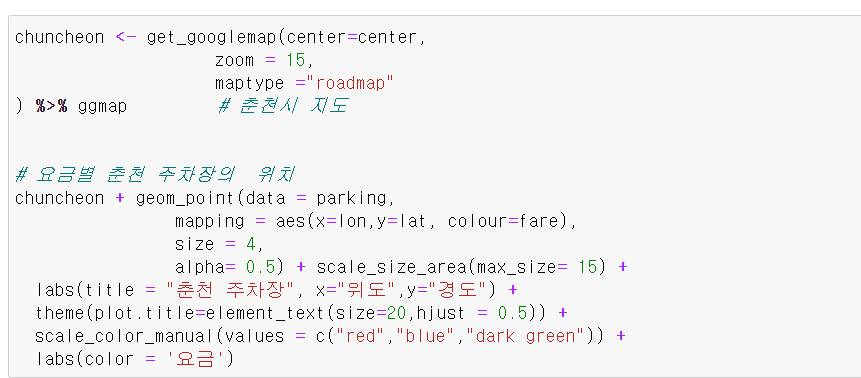 chuncheon <- get_googlemap(center=center,
zoom = 15,
maptype ="roadmap"
) %>% ggmap # 춘천시 지도
# 요금별 춘천 주차장의 위치
chuncheon + geom_point(data = parking,
mapping = aes(x=lon,y=lat, colour=fare),
size = 4,
alpha= 0.5) + scale_size_area(max_size= 15) +
labs(title = "춘천 주차장", x="위도",y="경도") +
theme(plot.title=element_text(size=20,hjust = 0.5)) +
scale_color_manual(values = c("red","blue","dark green")) +
labs(color = '요금')